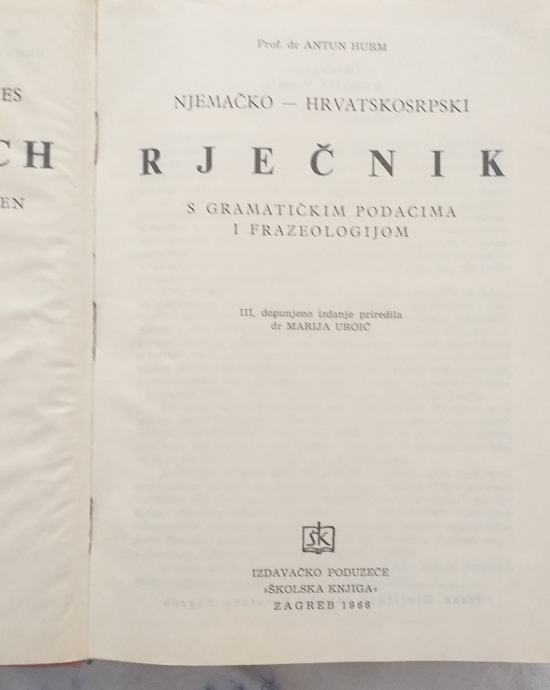 ES
CH
EN
Prof. dr ANTUN HURM
NJEMAČKO — HRVATSKOSRPSKI
RJEČNIK
S GRAMATIČKIM PODACIMA
I FRAZEOLOGIJOM
III, dopunjeno izdanje priredila
dr MARIJA UROIĆ
ŠK
IZDAVAČKO PODUZEĆE
»ŠKOLSKA KNJIGA«
ZAGREB 1968